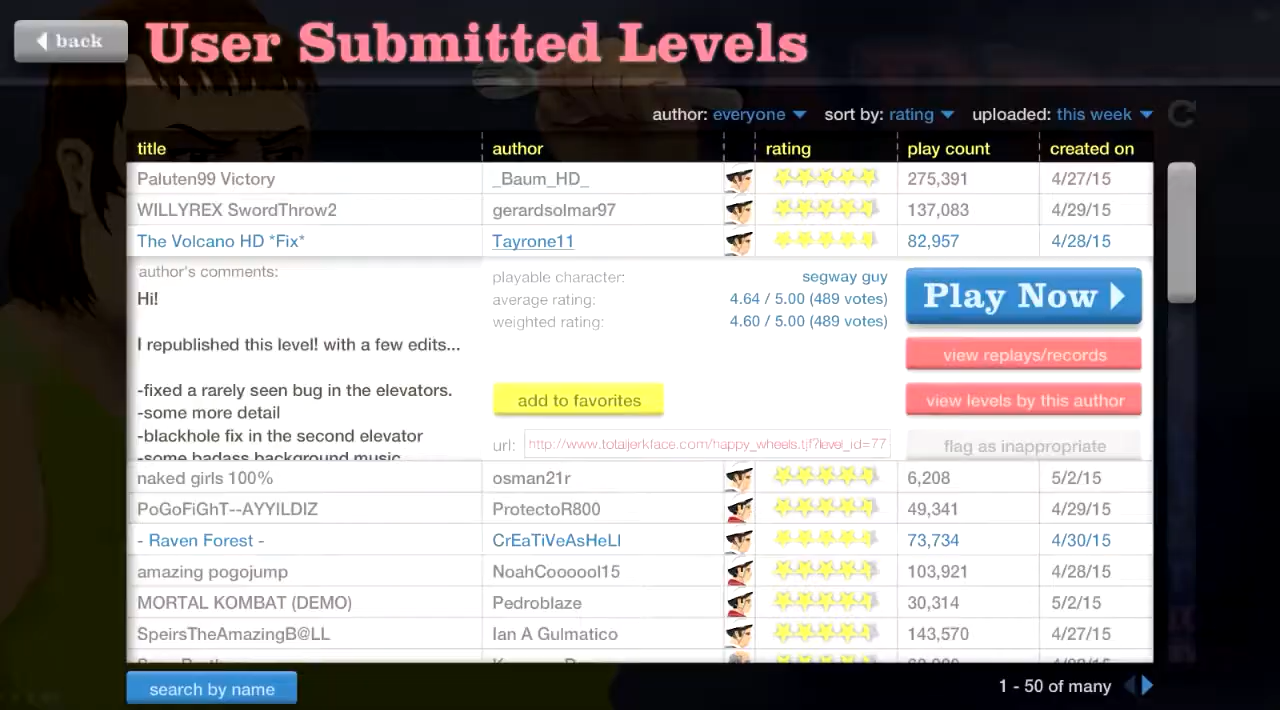 back
User Submitted Levels
author: everyone sort by: rating uploaded: this week
title author rating play count created on
Paluten99 Victory _Baum_HD_ 275,391 4/27/15
WILLYREX SwordThrow2 gerardsolmar97 137,083 4/29/15
The Volcano HD *Fix* Tayrone11 82,957 4/28/15
author's comments:
Hi!
I republished this level! with a few edits...
-fixed a rarely seen bug in the elevators.
-some more detail
-blackhole fix in the second elevator
-some badass background music
playable character: segway guy
average rating: 4.64 / 5.00 (489 votes)
weighted rating: 4.60 / 5.00 (489 votes)
add to favorites
url: http://www.totaljerkface.com/happy_wheels.tjf?level_id=77
Play Now
view replays/records
view levels by this author
flag as inappropriate
naked girls 100% osman21r 6,208 5/2/15
PoGoFiGhT--AYYILDIZ ProtectoR800 49,341 4/29/15
- Raven Forest - CrEaTiVeAsHeLl 73,734 4/30/15
amazing pogojump NoahCoooool15 103,921 4/28/15
MORTAL KOMBAT (DEMO) Pedroblaze 30,314 5/2/15
SpeirsTheAmazingB@LL Ian A Gulmatico 143,570 4/27/15
search by name
1 - 50 of many